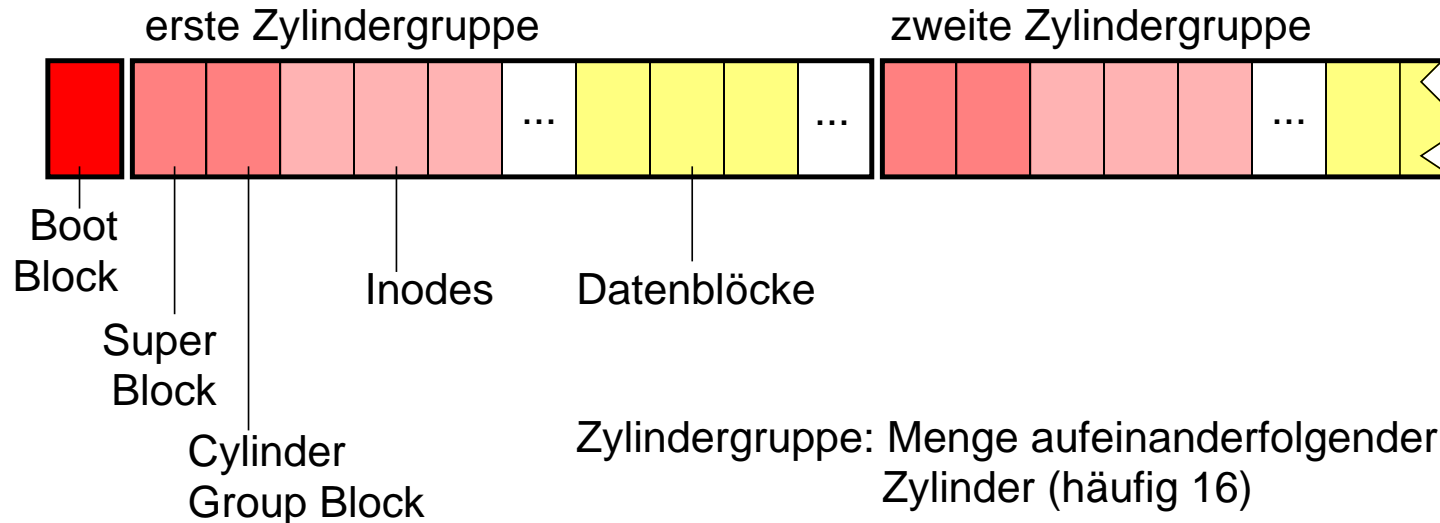 erste Zylindergruppe
zweite Zylindergruppe
...
...
...
Boot
Block
Super
Block
Cylinder
Group Block
Inodes
Datenblöcke
Zylindergruppe: Menge aufeinanderfolgender
Zylinder (häufig 16)